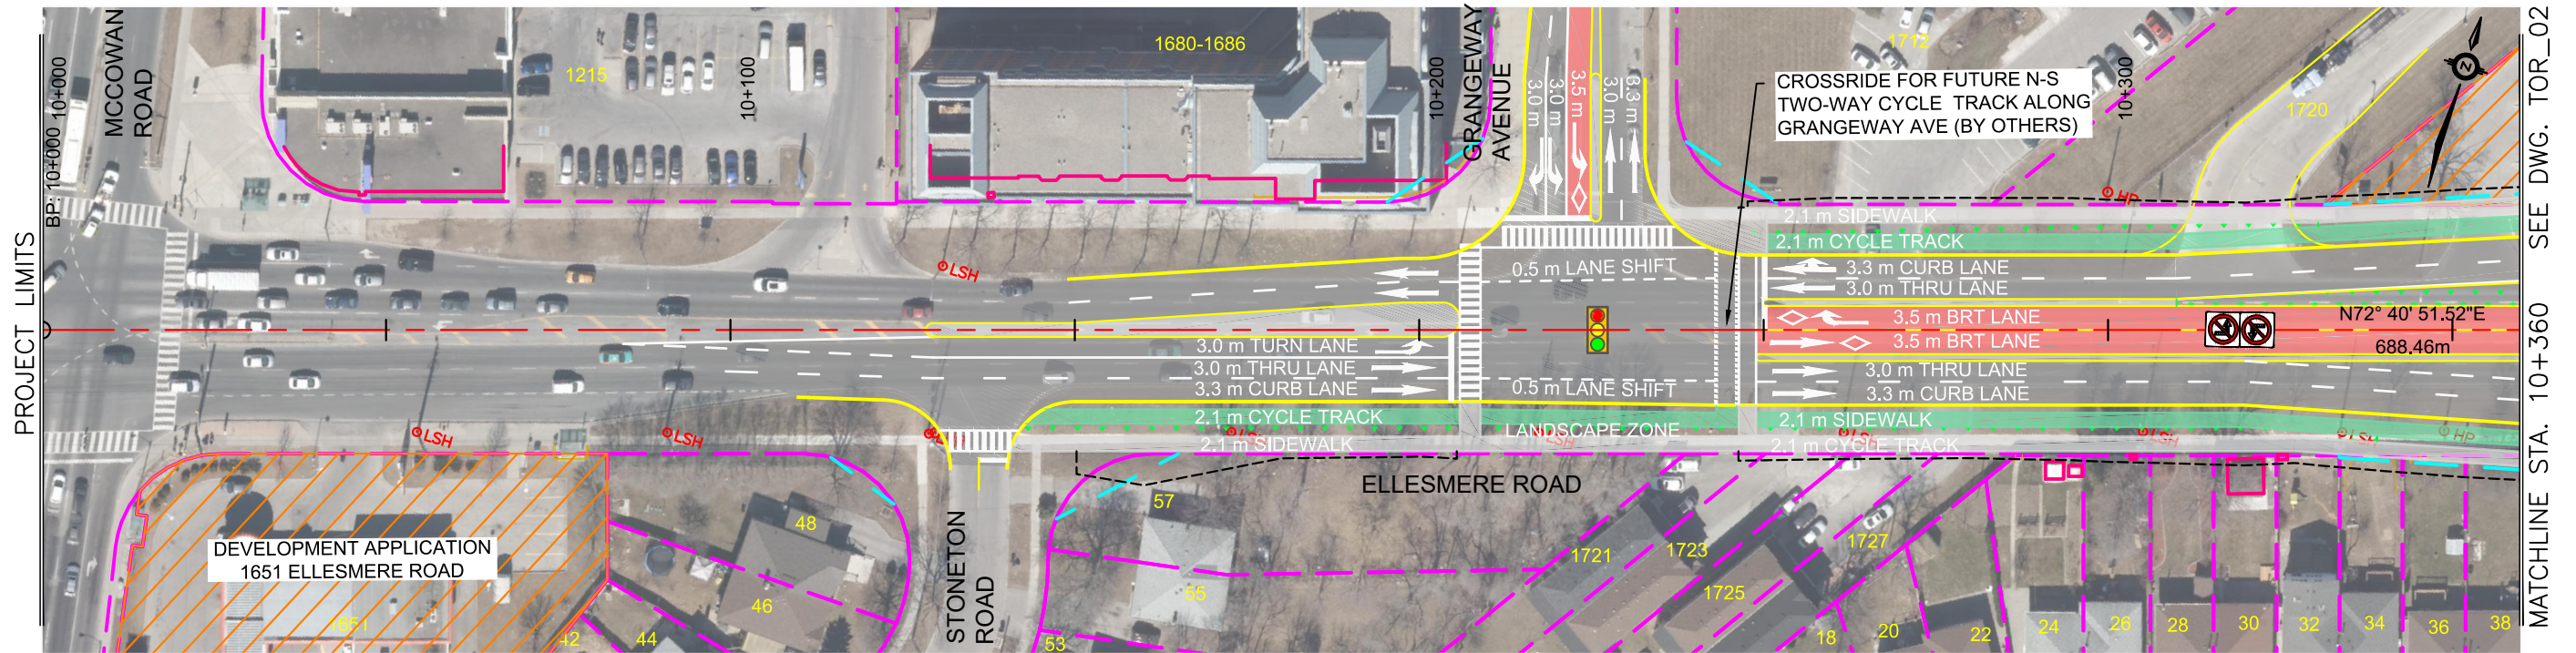 PROJECT LIMITS
BP: 10+000
10+000
MCCOWAN
ROAD
1215
10+100
1680-1686
10+200
GRANGEWAY
AVENUE
3.0 m
3.0 m
3.5 m
3.0 m
3.3 m
1712
CROSSRIDE FOR FUTURE N-S
TWO-WAY CYCLE TRACK ALONG
GRANGEWAY AVE (BY OTHERS)
10+300
1720
N
HP
LSH
2.1 m SIDEWALK
2.1 m CYCLE TRACK
0.5 m LANE SHIFT
3.3 m CURB LANE
3.0 m THRU LANE
3.5 m BRT LANE
3.5 m BRT LANE
N72° 40' 51.52"E
688.46m
3.0 m TURN LANE
3.0 m THRU LANE
3.3 m CURB LANE
0.5 m LANE SHIFT
3.0 m THRU LANE
3.3 m CURB LANE
2.1 m CYCLE TRACK
2.1 m SIDEWALK
LANDSCAPE ZONE
2.1 m SIDEWALK
2.1 m CYCLE TRACK
LSH
LSH
LSH
LSH
LSH
LSH
LSH
HP
ELLESMERE ROAD
DEVELOPMENT APPLICATION
1651 ELLESMERE ROAD
1651
42
44
46
48
STONETON
ROAD
53
55
57
1721
1723
1725
1727
18
20
22
24
26
28
30
32
34
36
38
MATCHLINE STA. 10+360 SEE DWG. TOR_02